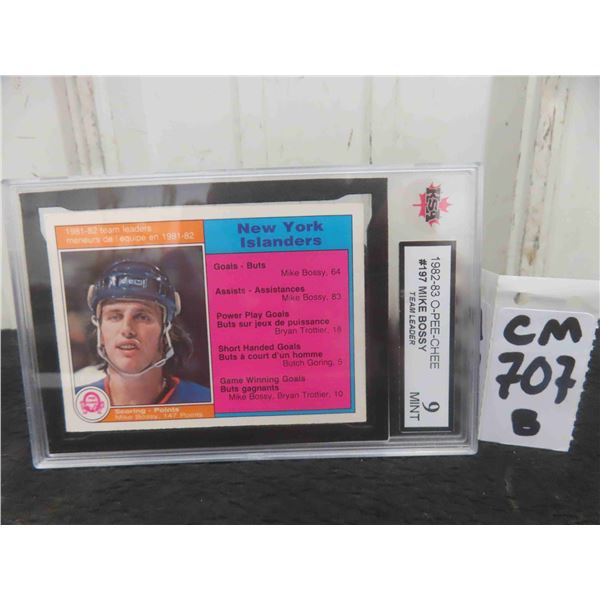 1981-82 team leaders
meneurs de l'équipe en 1981-82
New York
Islanders
Goals - Buts
Mike Bossy, 64
Assists - Assistances
Mike Bossy, 83
Power Play Goals
Buts sur jeux de puissance
Bryan Trottier, 18
Short Handed Goals
Buts à court d'un homme
Butch Goring, 5
Game Winning Goals
Buts gagnants
Mike Bossy, Bryan Trottier, 10
Scoring - Points
Mike Bossy, 147 Points
KSA
1982-83 O-PEE-CHEE
#197 MIKE BOSSY
TEAM LEADER
9
MINT
CM
707
B